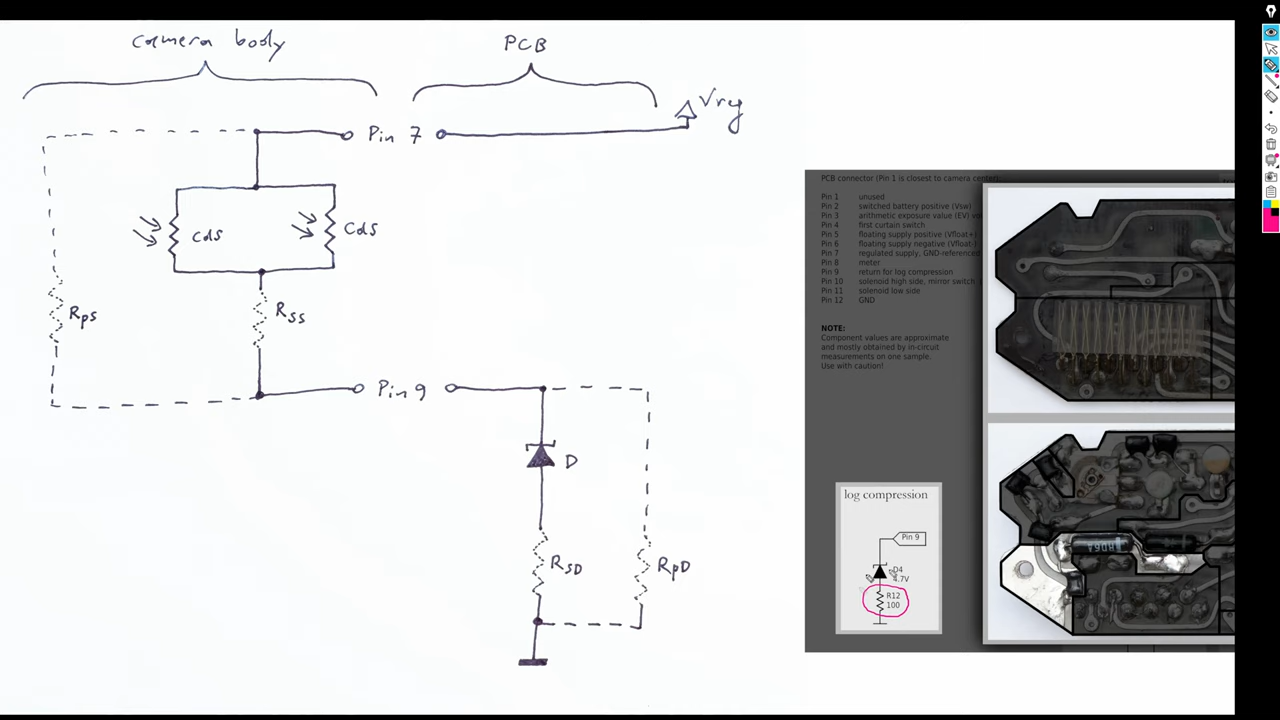 camera body
PCB
Pin 7
Vreg
CdS
CdS
RpS
RSS
Pin 9
D
RSD
RpD
PCB connector (Pin 1 is closest to camera center):
Pin 1 unused
Pin 2 switched battery positive (Vsw)
Pin 3 arithmetic exposure value (EV)
Pin 4 first curtain switch
Pin 5 floating supply positive (Vfloat+)
Pin 6 floating supply negative (Vfloat-)
Pin 7 regulated supply, GND-referenced
Pin 8 meter
Pin 9 return for log compression
Pin 10 solenoid high side, mirror switch
Pin 11 solenoid low side
Pin 12 GND
NOTE:
Component values are approximate
and mostly obtained by in-circuit
measurements on one sample.
Use with caution!
log compression
Pin 9
D4
4.7V
R12
100